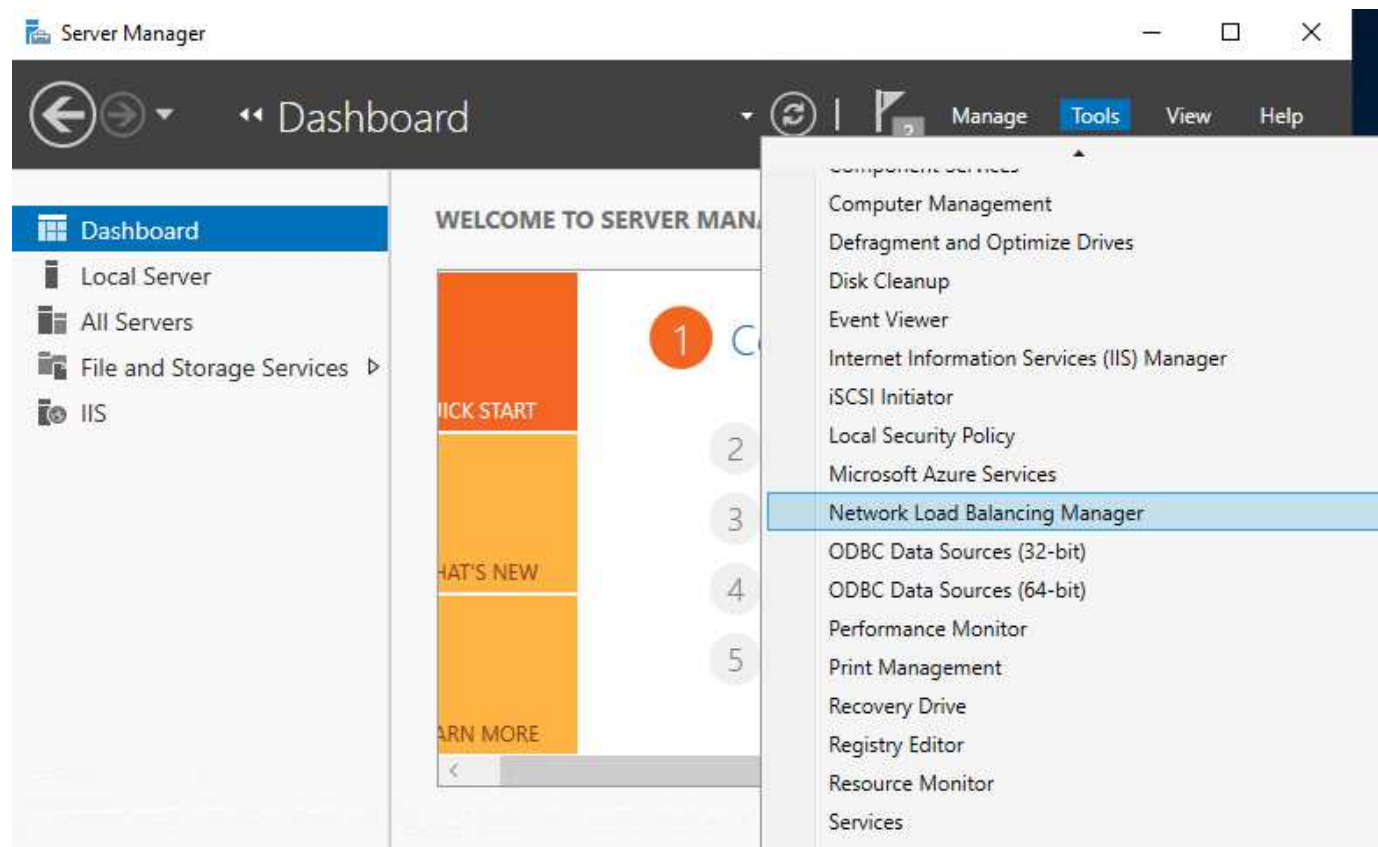 Server Manager
Dashboard
Manage
Tools
View
Help
Dashboard
Local Server
All Servers
File and Storage Services
IIS
WELCOME TO SERVER MANA
1
2
3
4
5
ICK START
HAT'S NEW
ARN MORE
Component Services
Computer Management
Defragment and Optimize Drives
Disk Cleanup
Event Viewer
Internet Information Services (IIS) Manager
iSCSI Initiator
Local Security Policy
Microsoft Azure Services
Network Load Balancing Manager
ODBC Data Sources (32-bit)
ODBC Data Sources (64-bit)
Performance Monitor
Print Management
Recovery Drive
Registry Editor
Resource Monitor
Services